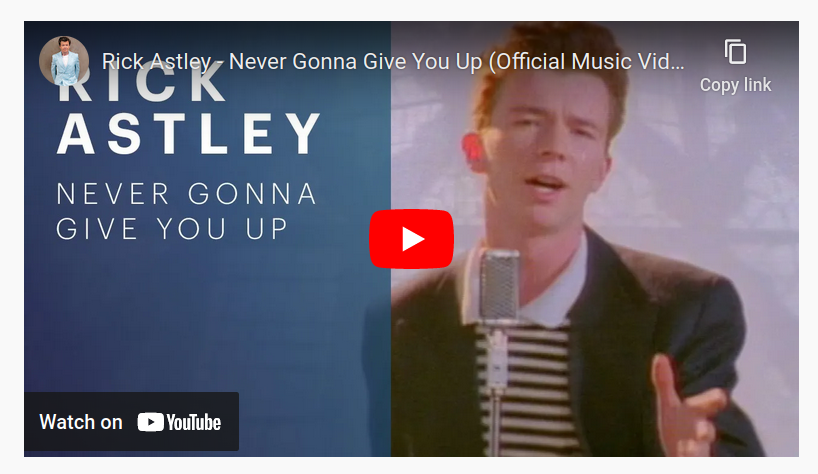 Rick Astley - Never Gonna Give You Up (Official Music Vid...
Copy link
RICK
ASTLEY
NEVER GONNA
GIVE YOU UP
Watch on YouTube